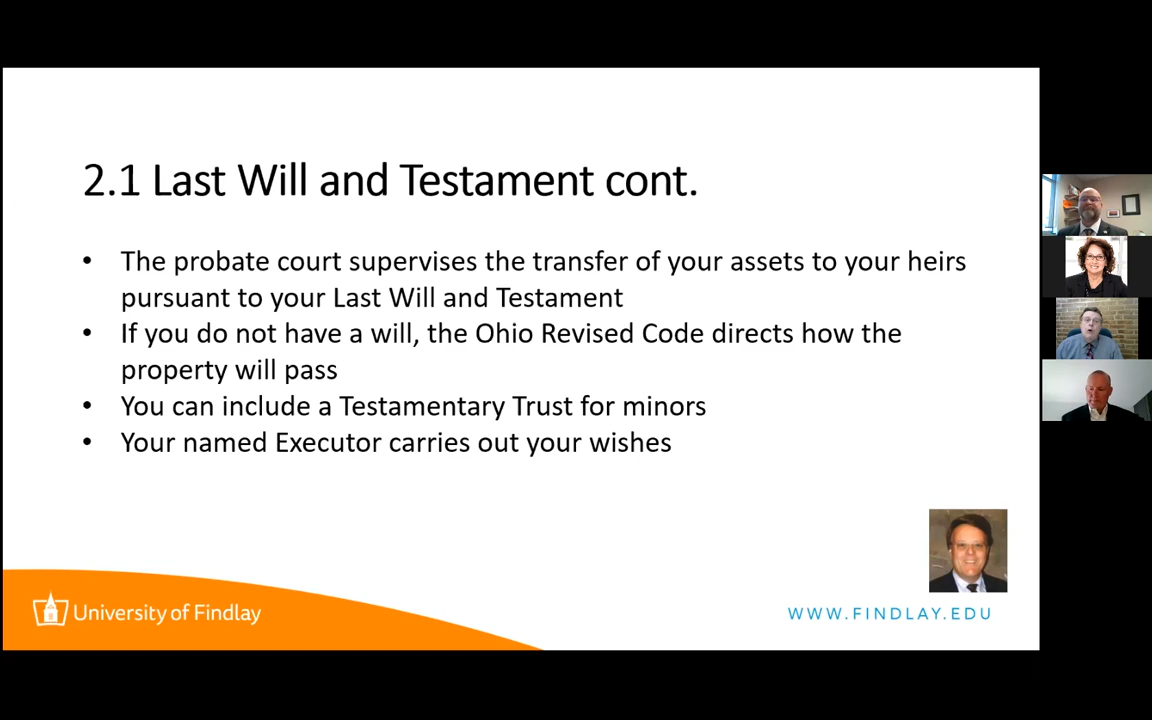 2.1 Last Will and Testament cont.
• The probate court supervises the transfer of your assets to your heirs
pursuant to your Last Will and Testament
• If you do not have a will, the Ohio Revised Code directs how the
property will pass
• You can include a Testamentary Trust for minors
• Your named Executor carries out your wishes
University of Findlay
WWW.FINDLAY.EDU